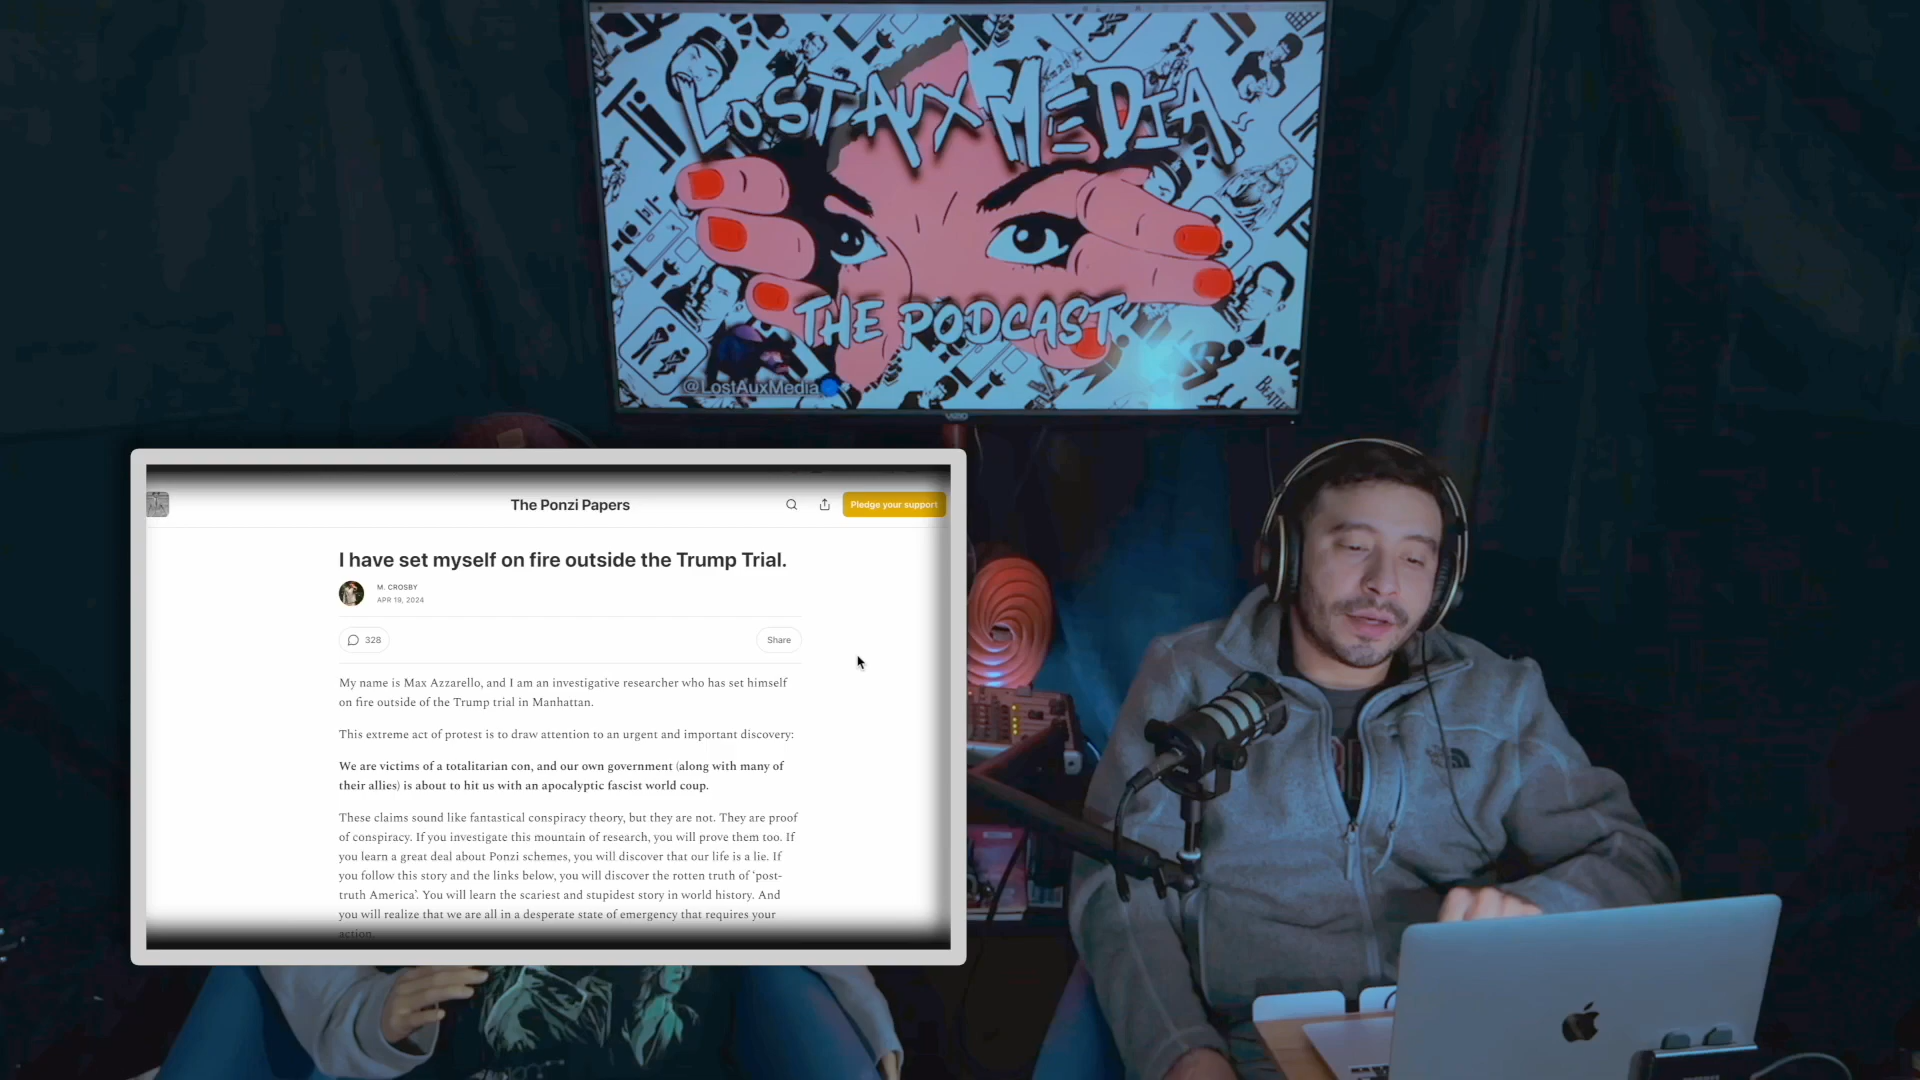 LOST AUX MEDIA
THE PODCAST
@LostAuxMedia
THE BEATLES
VIZIO
The Ponzi Papers
Pledge your support
I have set myself on fire outside the Trump Trial.
M. CROSBY
APR 19, 2024
328
Share
My name is Max Azzarello, and I am an investigative researcher who has set himself
on fire outside of the Trump trial in Manhattan.
This extreme act of protest is to draw attention to an urgent and important discovery:
We are victims of a totalitarian con, and our own government (along with many of
their allies) is about to hit us with an apocalyptic fascist world coup.
These claims sound like fantastical conspiracy theory, but they are not. They are proof
of conspiracy. If you investigate this mountain of research, you will prove them too. If
you learn a great deal about Ponzi schemes, you will discover that our life is a lie. If
you follow this story and the links below, you will discover the rotten truth of ‘post-
truth America’. You will learn the scariest and stupidest story in world history. And
you will realize that we are all in a desperate state of emergency that requires your
action.